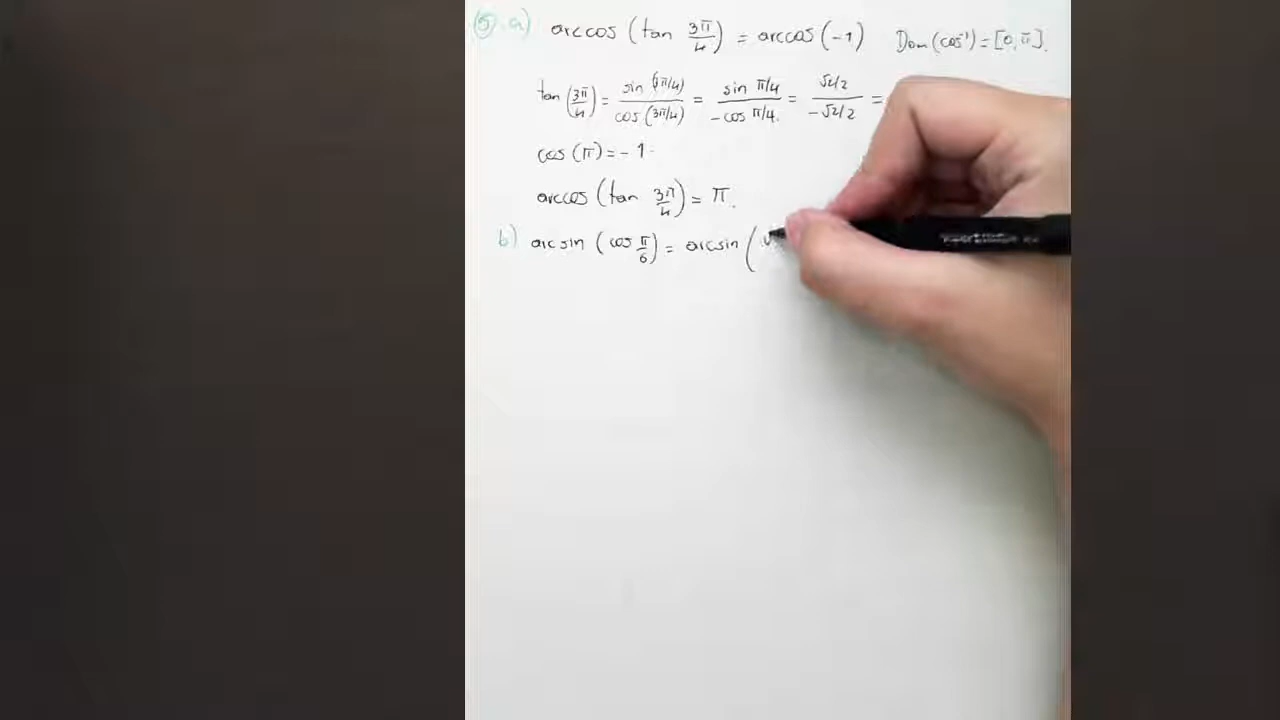 5. a) arccos (tan 3π/4) = arccos (-1) Dom (cos⁻¹) = [0, π].
tan (3π/4) = sin (3π/4)/cos (3π/4) = sin π/4/-cos π/4. = √2/2/-√2/2 =
cos (π) = -1.
arccos (tan 3π/4) = π.
b) arcsin (cos π/6) = arcsin (√